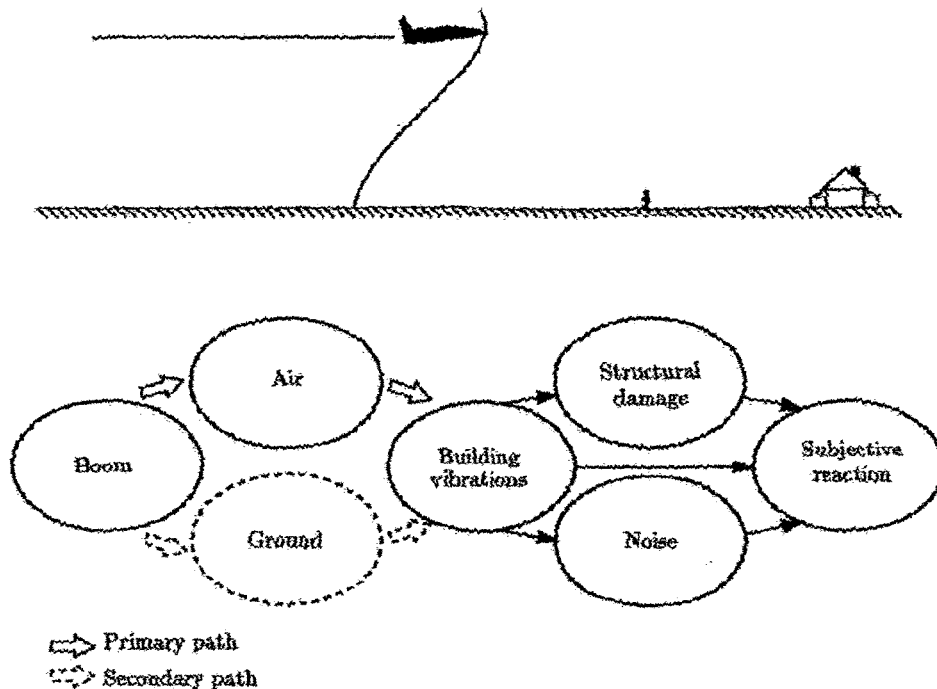 Air
Structural
damage
Boom
Building
vibrations
Subjective
reaction
Ground
Noise
Primary path
Secondary path